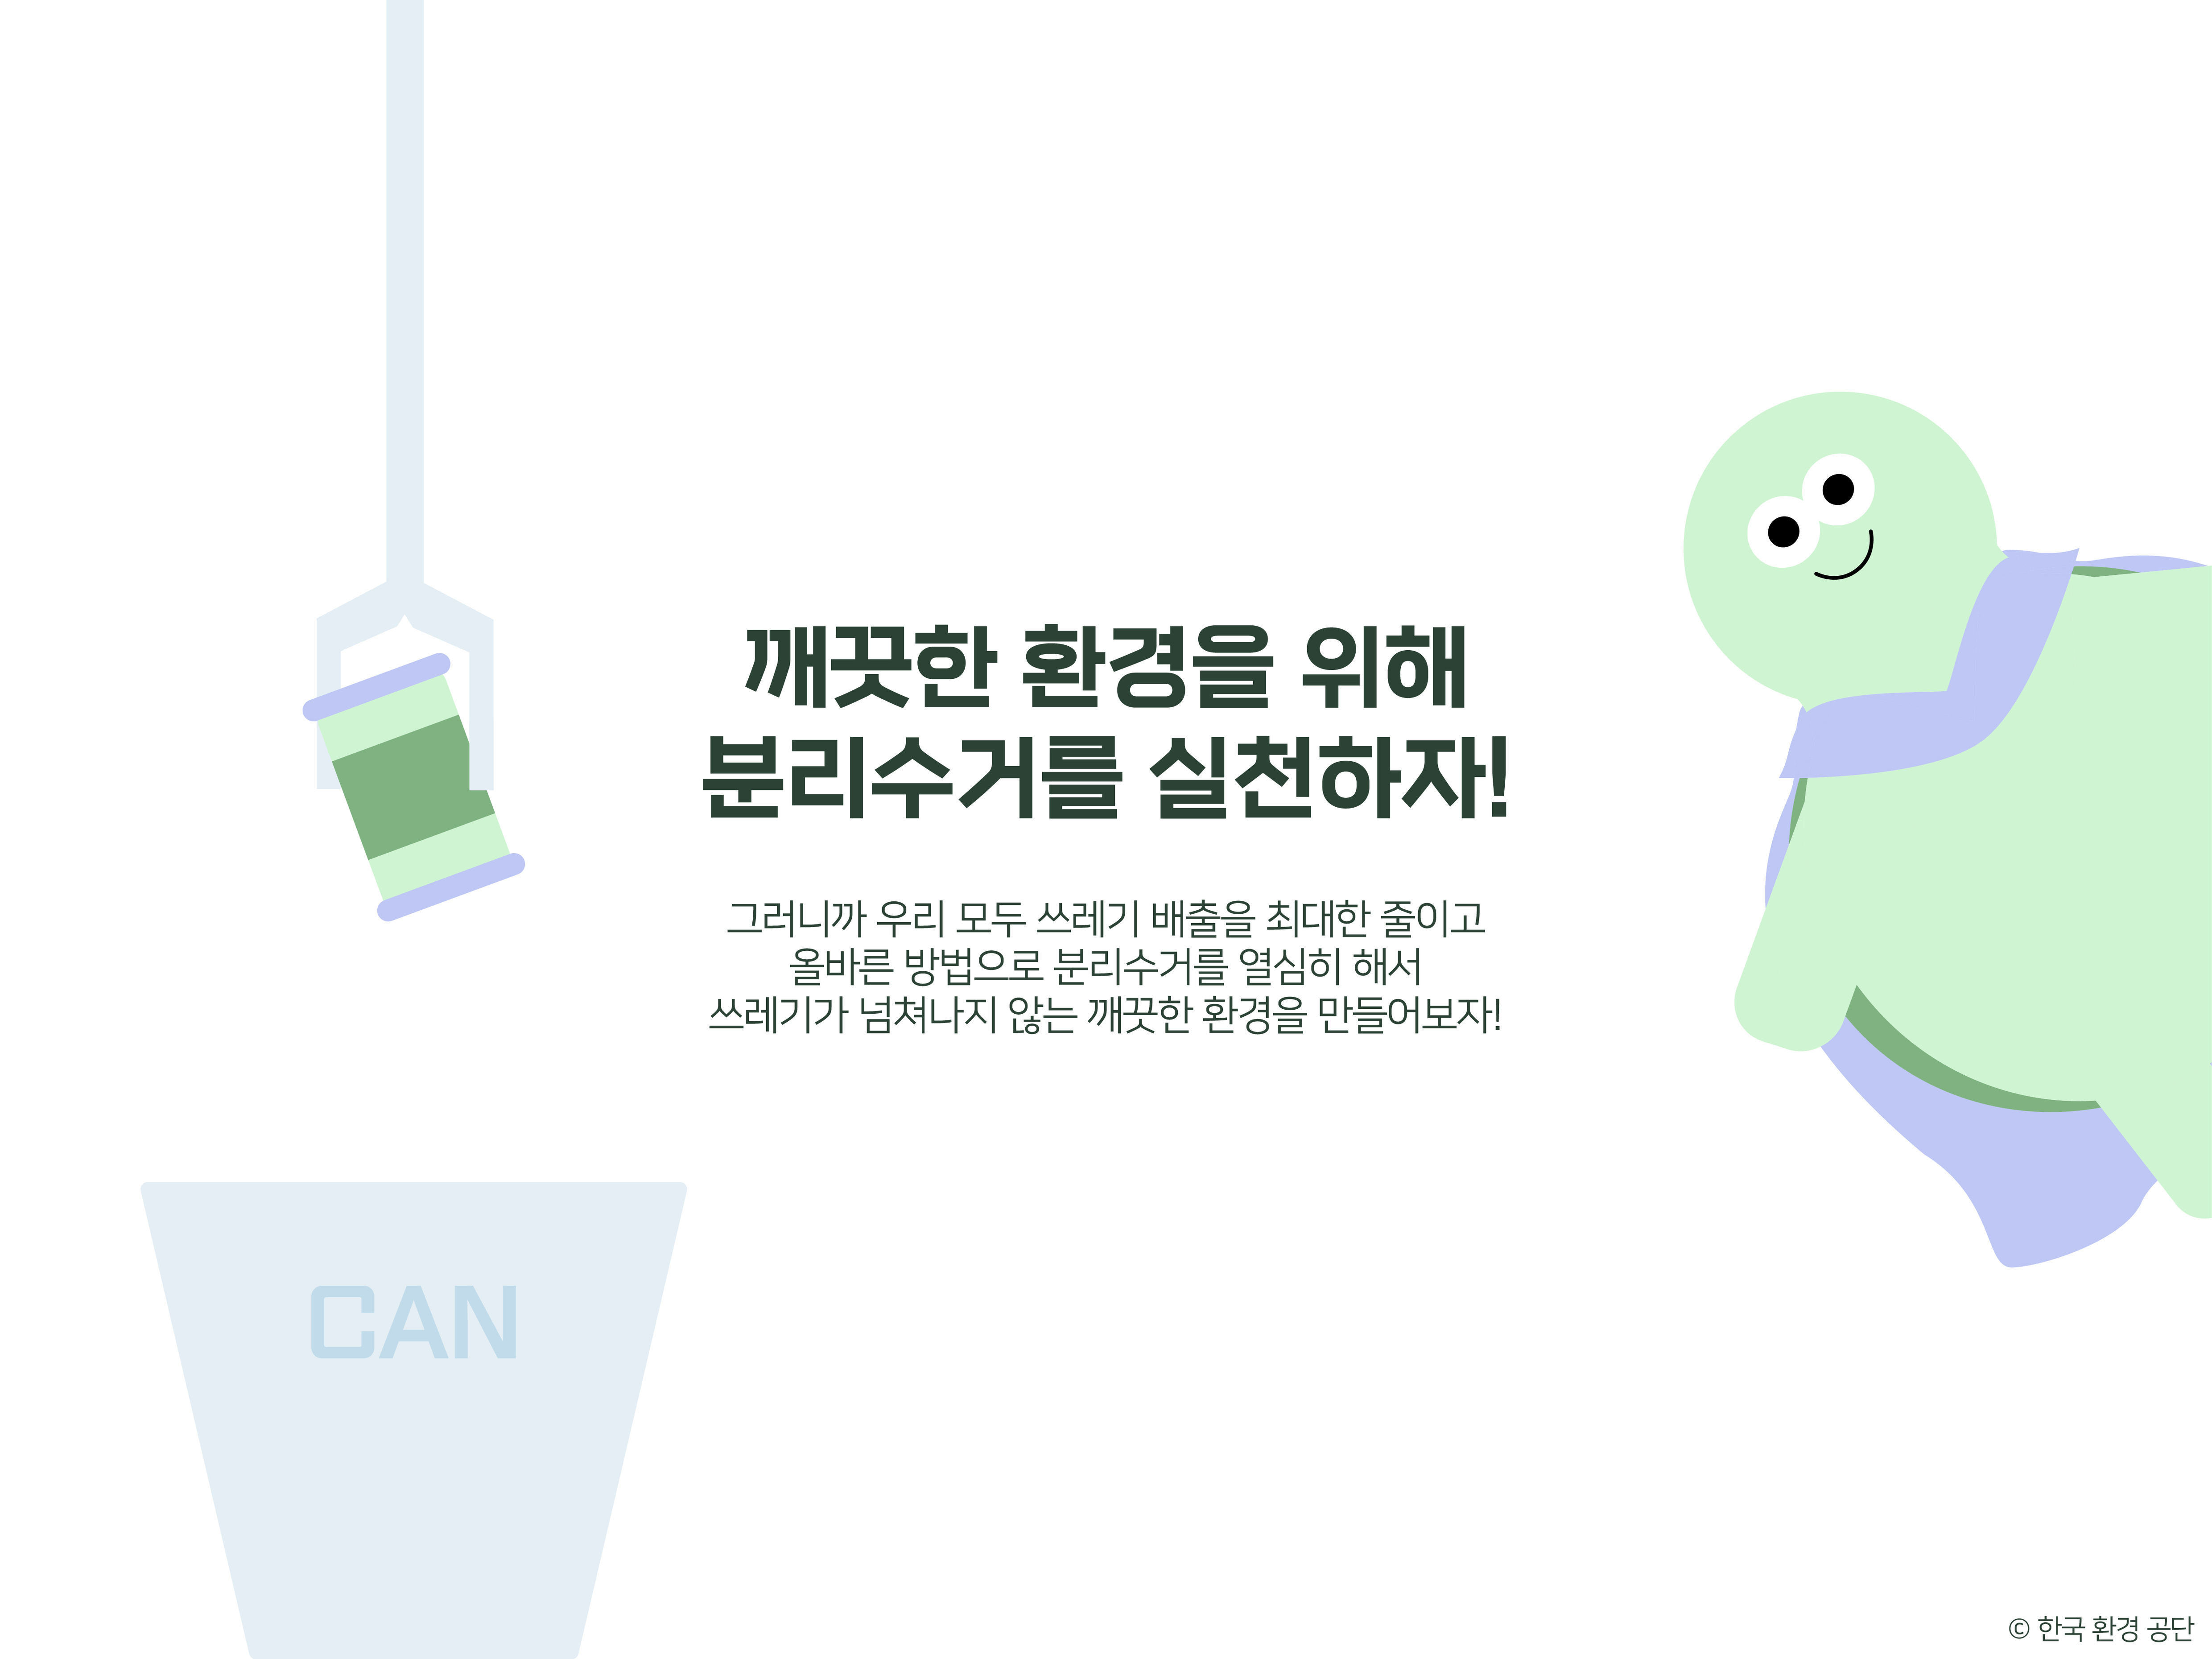 깨끗한 환경을 위해
분리수거를 실천하자!
그러니까 우리 모두 쓰레기 배출을 최대한 줄이고
올바른 방법으로 분리수거를 열심히 해서
쓰레기가 넘쳐나지 않는 깨끗한 환경을 만들어보자!
CAN
© 한국 환경 공단